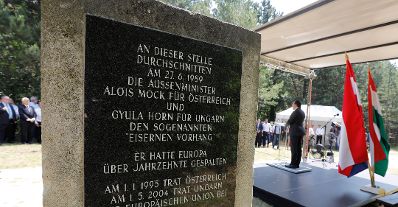 AN DIESER STELLE
DURCHSCHNITTEN
AM 27. 6. 1989
DIE AUSSENMINISTER
ALOIS MOCK FÜR ÖSTERREICH
UND
GYULA HORN FÜR UNGARN
DEN SOGENANNTEN
"EISERNEN VORHANG"
ER HATTE EUROPA
ÜBER JAHRZEHNTE GESPALTEN
AM 1. 1. 1995 TRAT ÖSTERREICH
AM 1. 5. 2004 TRAT UNGARN
EUROPÄISCHEN UNION BEI